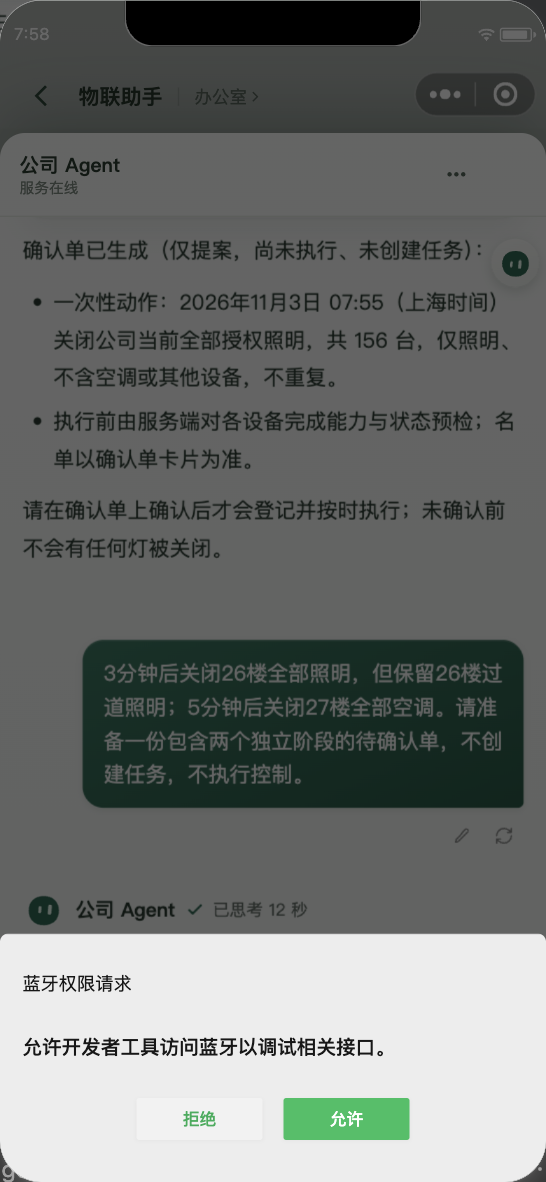 7:58
物联助手
办公室 >
公司 Agent
服务在线
确认单已生成（仅提案，尚未执行、未创建任务）：
• 一次性动作：2026年11月3日 07:55（上海时间）
关闭公司当前全部授权照明，共 156 台，仅照明、
不含空调或其他设备，不重复。
• 执行前由服务端对各设备完成能力与状态预检；名
单以确认单卡片为准。
请在确认单上确认后才会登记并按时执行；未确认前
不会有任何灯被关闭。
3分钟后关闭26楼全部照明，但保留26楼过
道照明；5分钟后关闭27楼全部空调。请准
备一份包含两个独立阶段的待确认单，不创
建任务，不执行控制。
公司 Agent ✓ 已思考 12 秒
蓝牙权限请求
允许开发者工具访问蓝牙以调试相关接口。
拒绝
允许